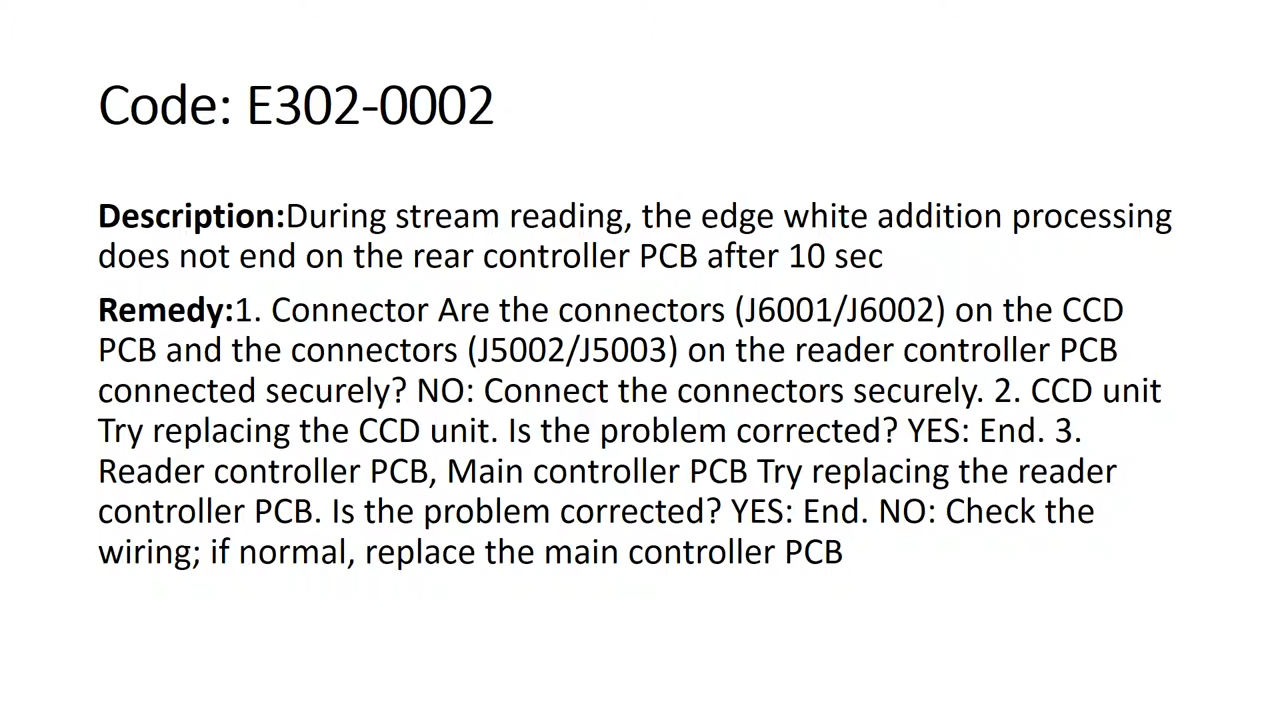 Code: E302-0002
Description:During stream reading, the edge white addition processing
does not end on the rear controller PCB after 10 sec
Remedy:1. Connector Are the connectors (J6001/J6002) on the CCD
PCB and the connectors (J5002/J5003) on the reader controller PCB
connected securely? NO: Connect the connectors securely. 2. CCD unit
Try replacing the CCD unit. Is the problem corrected? YES: End. 3.
Reader controller PCB, Main controller PCB Try replacing the reader
controller PCB. Is the problem corrected? YES: End. NO: Check the
wiring; if normal, replace the main controller PCB